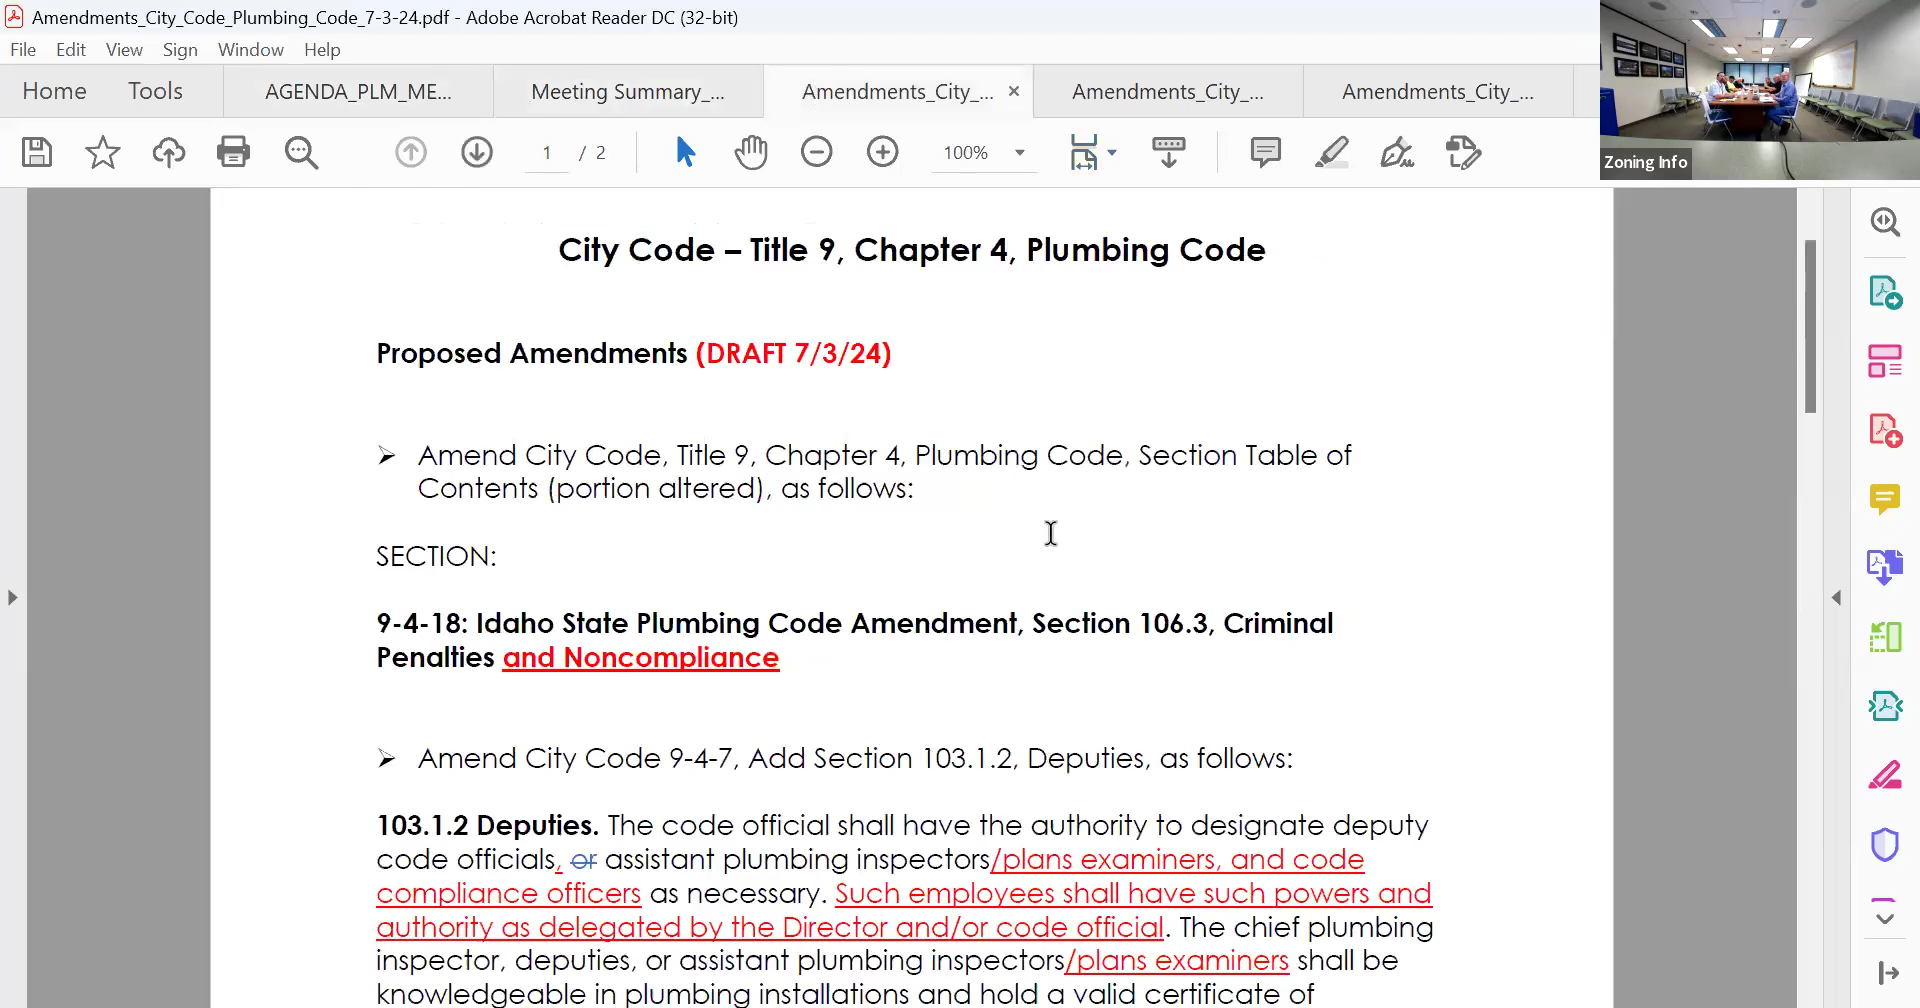 Amendments_City_Code_Plumbing_Code_7-3-24.pdf - Adobe Acrobat Reader DC (32-bit)
File Edit View Sign Window Help
Home Tools AGENDA_PLM_ME... Meeting Summary_... Amendments_City_... × Amendments_City_... Amendments_City_...
1 / 2 100%
Zoning Info
City Code – Title 9, Chapter 4, Plumbing Code
Proposed Amendments (DRAFT 7/3/24)
➢ Amend City Code, Title 9, Chapter 4, Plumbing Code, Section Table of
Contents (portion altered), as follows:
SECTION:
9-4-18: Idaho State Plumbing Code Amendment, Section 106.3, Criminal
Penalties and Noncompliance
➢ Amend City Code 9-4-7, Add Section 103.1.2, Deputies, as follows:
103.1.2 Deputies. The code official shall have the authority to designate deputy
code officials, or assistant plumbing inspectors/plans examiners, and code
compliance officers as necessary. Such employees shall have such powers and
authority as delegated by the Director and/or code official. The chief plumbing
inspector, deputies, or assistant plumbing inspectors/plans examiners shall be
knowledgeable in plumbing installations and hold a valid certificate of